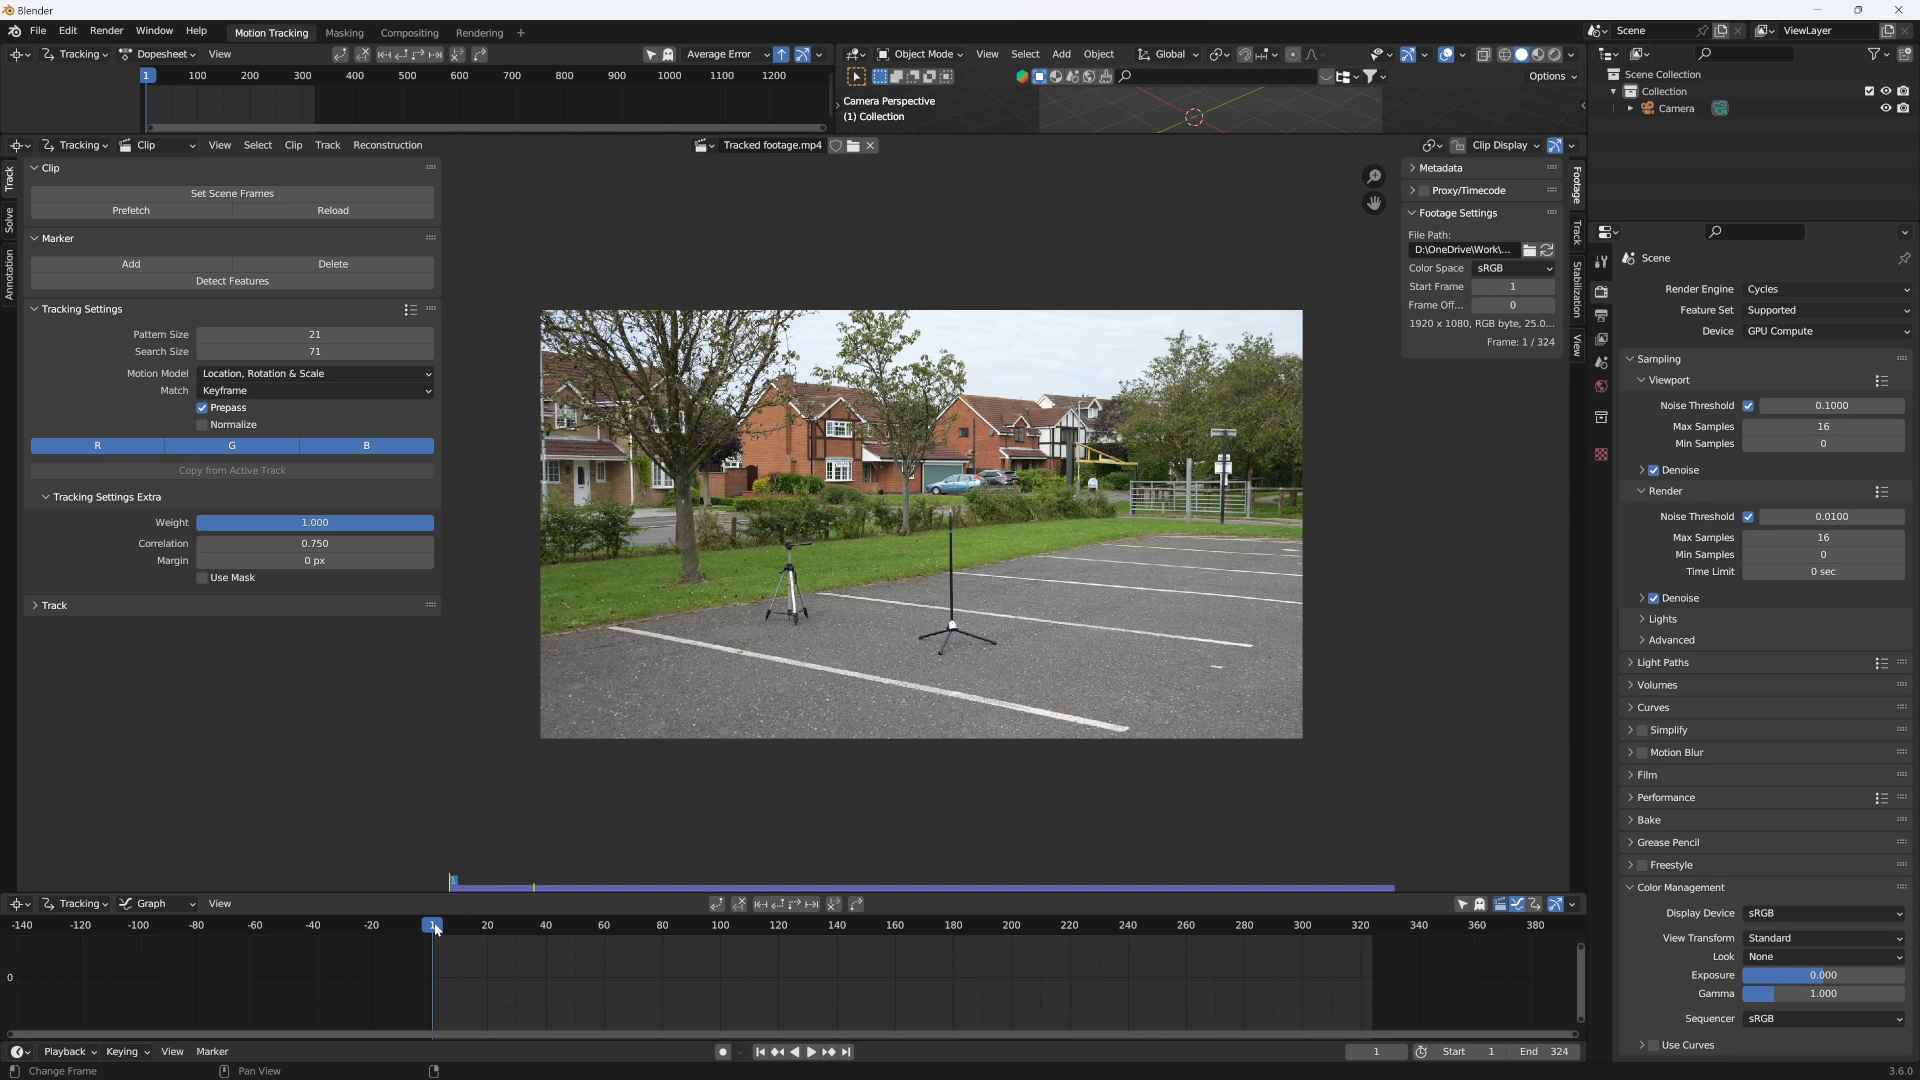 Blender
File Edit Render Window Help Motion Tracking Masking Compositing Rendering + Scene ViewLayer
Tracking Dopesheet View Average Error Object Mode View Select Add Object Global
1 100 200 300 400 500 600 700 800 900 1000 1100 1200 Options
Camera Perspective
(1) Collection
Scene Collection
Collection
Camera
Tracking Clip View Select Clip Track Reconstruction Tracked footage.mp4 Clip Display
Track
Solve
Annotation
Clip
Set Scene Frames
Prefetch Reload
Marker
Add Delete
Detect Features
Tracking Settings
Pattern Size 21
Search Size 71
Motion Model Location, Rotation & Scale
Match Keyframe
Prepass
Normalize
R G B
Copy from Active Track
Tracking Settings Extra
Weight 1.000
Correlation 0.750
Margin 0 px
Use Mask
Track
Metadata
Proxy/Timecode
Footage Settings
File Path:
D:\OneDrive\Work\...
Color Space sRGB
Start Frame 1
Frame Off... 0
1920 x 1080, RGB byte, 25.0...
Frame: 1 / 324
Footage
Track
Stabilization
View
Scene
Render Engine Cycles
Feature Set Supported
Device GPU Compute
Sampling
Viewport
Noise Threshold 0.1000
Max Samples 16
Min Samples 0
Denoise
Render
Noise Threshold 0.0100
Max Samples 16
Min Samples 0
Time Limit 0 sec
Denoise
Lights
Advanced
Light Paths
Volumes
Curves
Simplify
Motion Blur
Film
Performance
Bake
Grease Pencil
Freestyle
Color Management
Display Device sRGB
View Transform Standard
Look None
Exposure 0.000
Gamma 1.000
Sequencer sRGB
Use Curves
1
Tracking Graph View
-140 -120 -100 -80 -60 -40 -20 1 20 40 60 80 100 120 140 160 180 200 220 240 260 280 300 320 340 360 380
0
Playback Keying View Marker 1 Start 1 End 324
Change Frame Pan View 3.6.0